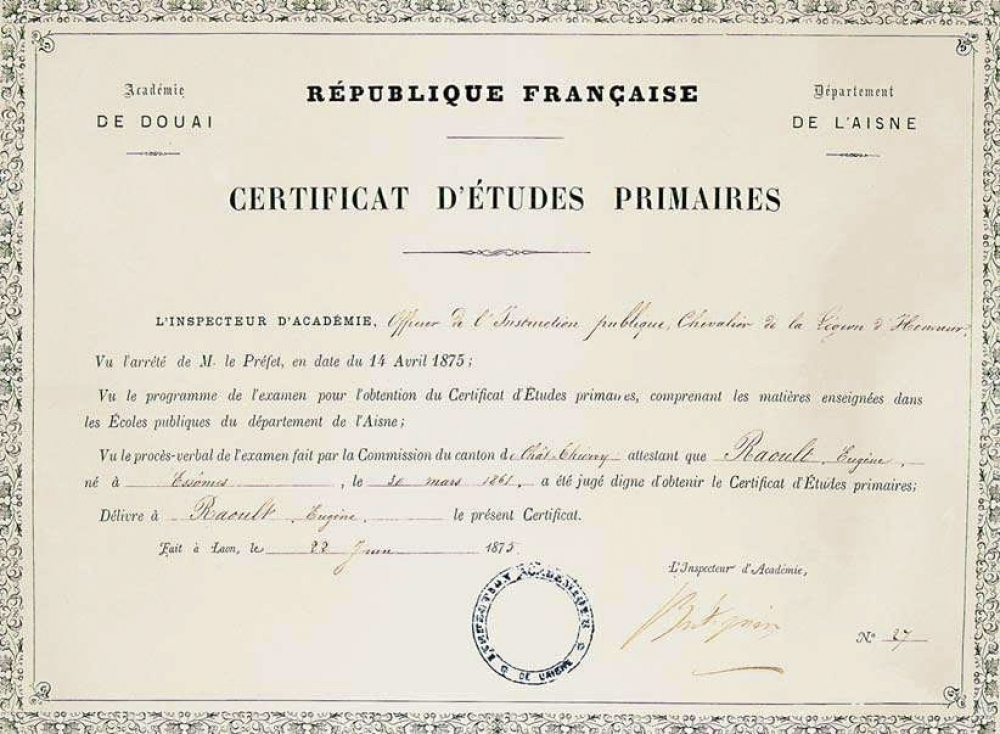 Académie
DE DOUAI
RÉPUBLIQUE FRANÇAISE
Département
DE L'AISNE
CERTIFICAT D'ÉTUDES PRIMAIRES
L'INSPECTEUR D'ACADÉMIE, Officier de l'Instruction publique, Chevalier de la Légion d'Honneur,
Vu l'arrété de M. le Préfet, en date du 14 Avril 1875;
Vu le programme de l'examen pour l'obtention du Certificat d'Études primaires, comprenant les matières enseignées dans
les Écoles publiques du département de l'Aisne;
Vu le procès-verbal de l'examen fait par la Commission du canton de Chât. Thierry attestant que Raoult Eugène,
né à Essômes, le mars 1861, a été jugé digne d'obtenir le Certificat d'Études primaires;
Délivre à Raoult Eugène, le présent Certificat.
Fait à Laon, le 22 Juin 1875.
INSPECTION ACADÉMIQUE
DE L'AISNE
L'Inspecteur d'Académie,
N° 27